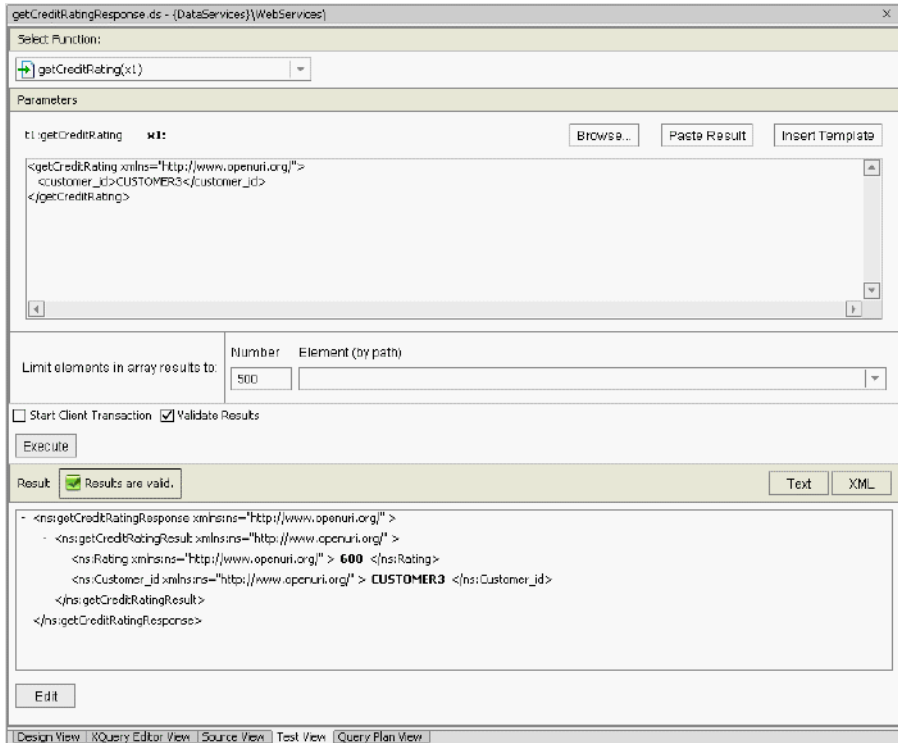 getCreditRatingResponse.ds - {DataServices}\WebServices\
Select Function:
getCreditRating(x1)
Parameters
t1:getCreditRating x1: Browse... Paste Result Insert Template
<getCreditRating xmlns="http://www.openuri.org/">
<customer_id>CUSTOMER3</customer_id>
</getCreditRating>
Number Element (by path)
Limit elements in array results to:
500
Start Client Transaction Validate Results
Execute
Result Results are valid. Text XML
- <ns:getCreditRatingResponse xmlns:ns="http://www.openuri.org/" >
- <ns:getCreditRatingResult xmlns:ns="http://www.openuri.org/" >
<ns:Rating xmlns:ns="http://www.openuri.org/" > 600 </ns:Rating>
<ns:Customer_id xmlns:ns="http://www.openuri.org/" > CUSTOMER3 </ns:Customer_id>
</ns:getCreditRatingResult>
</ns:getCreditRatingResponse>
Edit
Design View XQuery Editor View Source View Test View Query Plan View